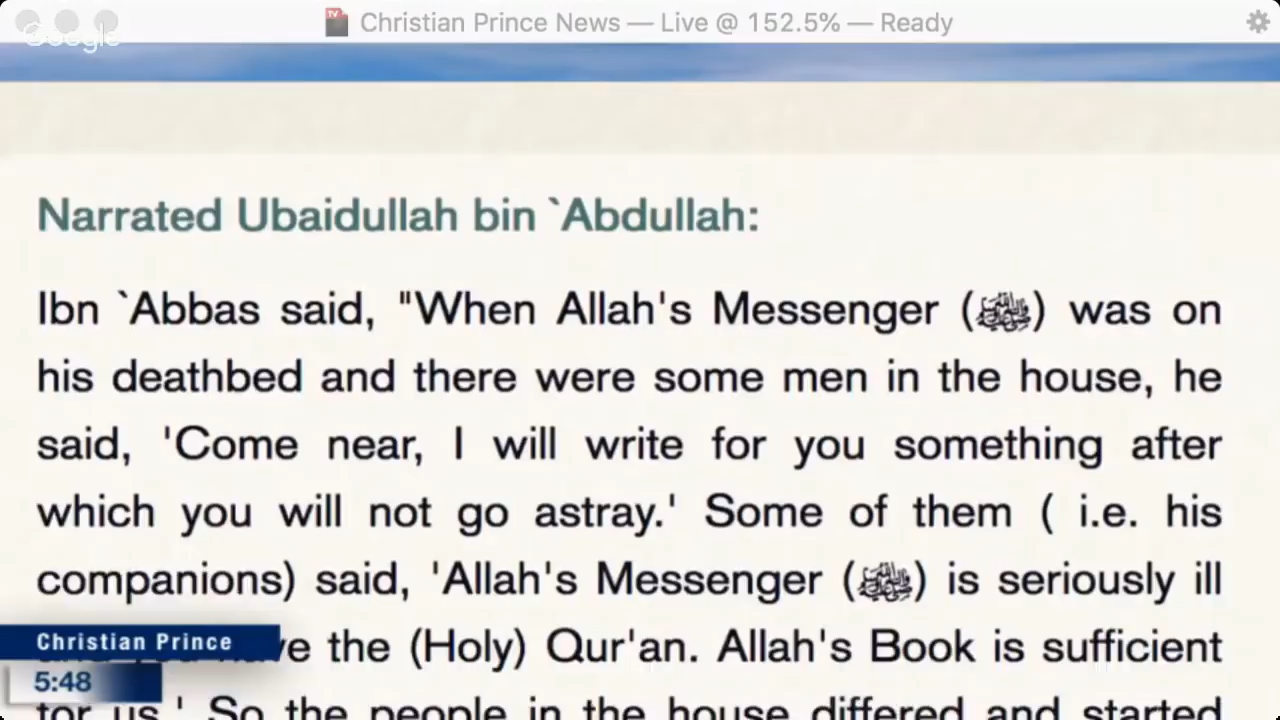 Christian Prince News — Live @ 152.5% — Ready
Google
Narrated Ubaidullah bin `Abdullah:
Ibn `Abbas said, "When Allah's Messenger (ﷺ) was on
his deathbed and there were some men in the house, he
said, 'Come near, I will write for you something after
which you will not go astray.' Some of them ( i.e. his
companions) said, 'Allah's Messenger (ﷺ) is seriously ill
the (Holy) Qur'an. Allah's Book is sufficient
for us.' So the people in the house differed and started
Christian Prince
5:48